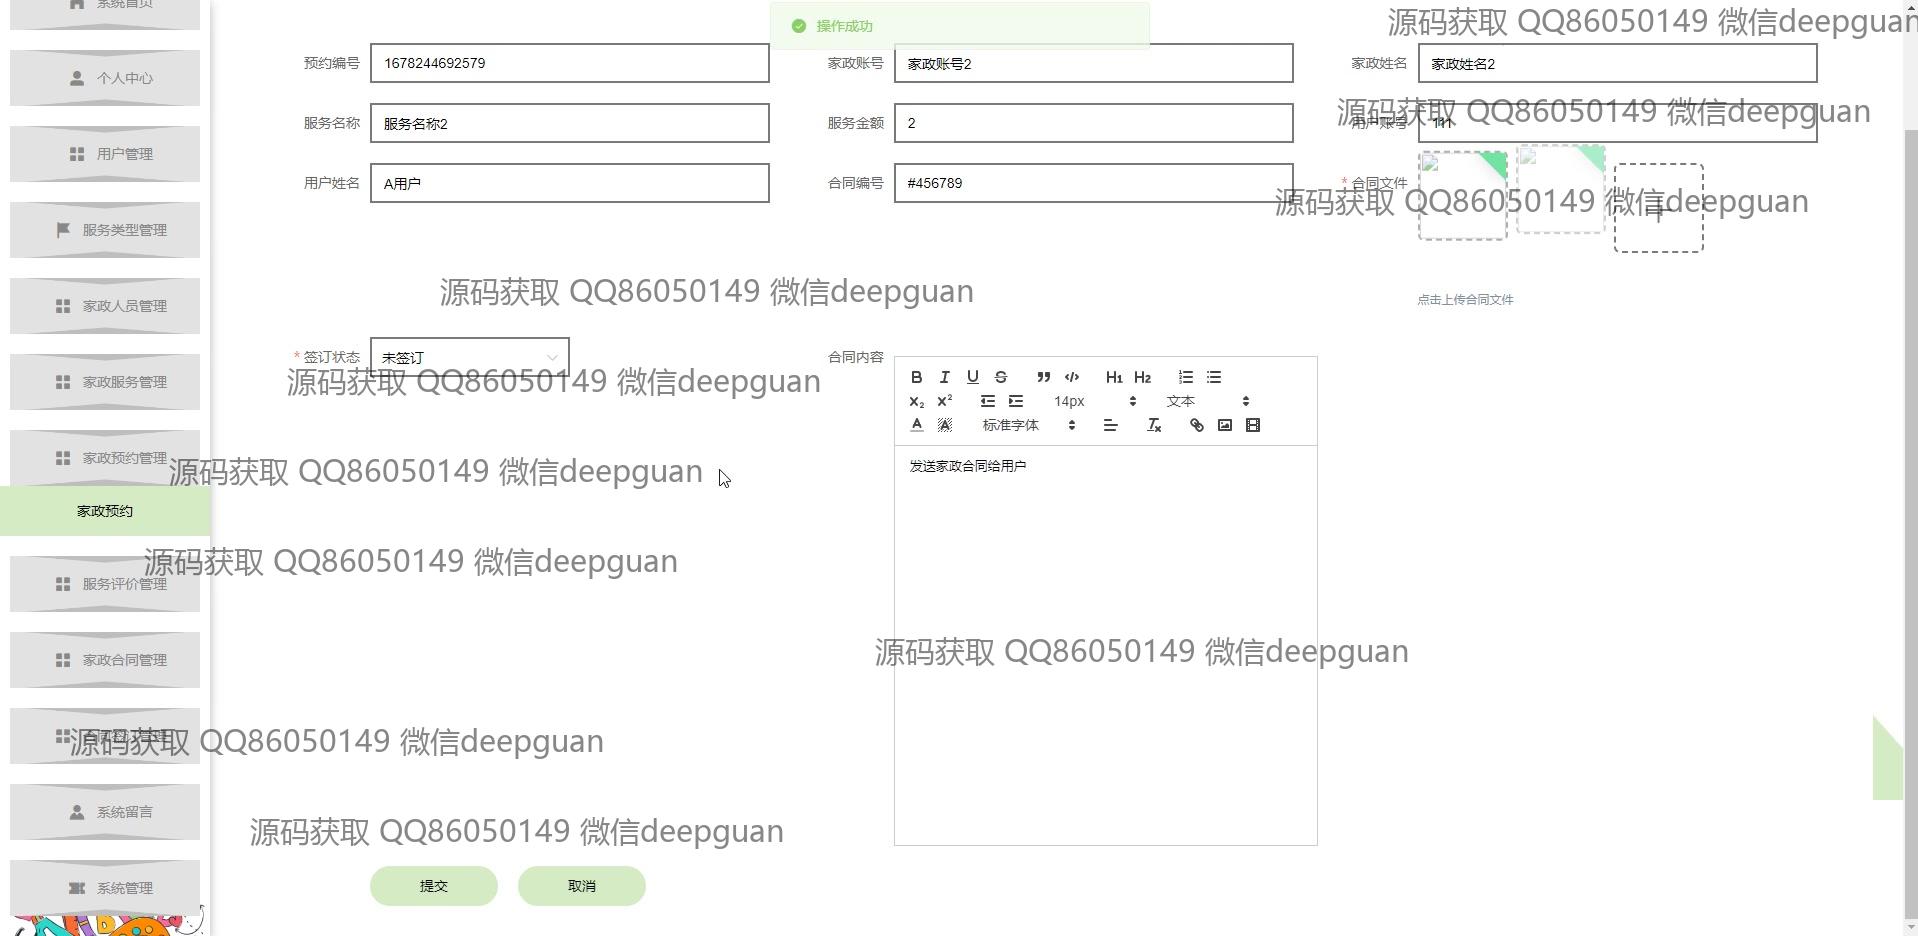 系统首页
个人中心
用户管理
服务类型管理
家政人员管理
家政服务管理
家政预约管理
家政预约
服务评价管理
家政合同管理
系统留言
系统管理
操作成功
预约编号 1678244692579 家政账号 家政账号2 家政姓名 家政姓名2
服务名称 服务名称2 服务金额 2 用户账号
用户姓名 A用户 合同编号 #456789 * 合同文件
点击上传合同文件
* 签订状态 未签订 合同内容
14px 文本
标准字体
发送家政合同给用户
提交 取消
源码获取 QQ86050149 微信deepguan
源码获取 QQ86050149 微信deepguan
源码获取 QQ86050149 微信deepguan
源码获取 QQ86050149 微信deepguan
源码获取 QQ86050149 微信deepguan
源码获取 QQ86050149 微信deepguan
源码获取 QQ86050149 微信deepguan
源码获取 QQ86050149 微信deepguan
源码获取 QQ86050149 微信deepguan
源码获取 QQ86050149 微信deepguan